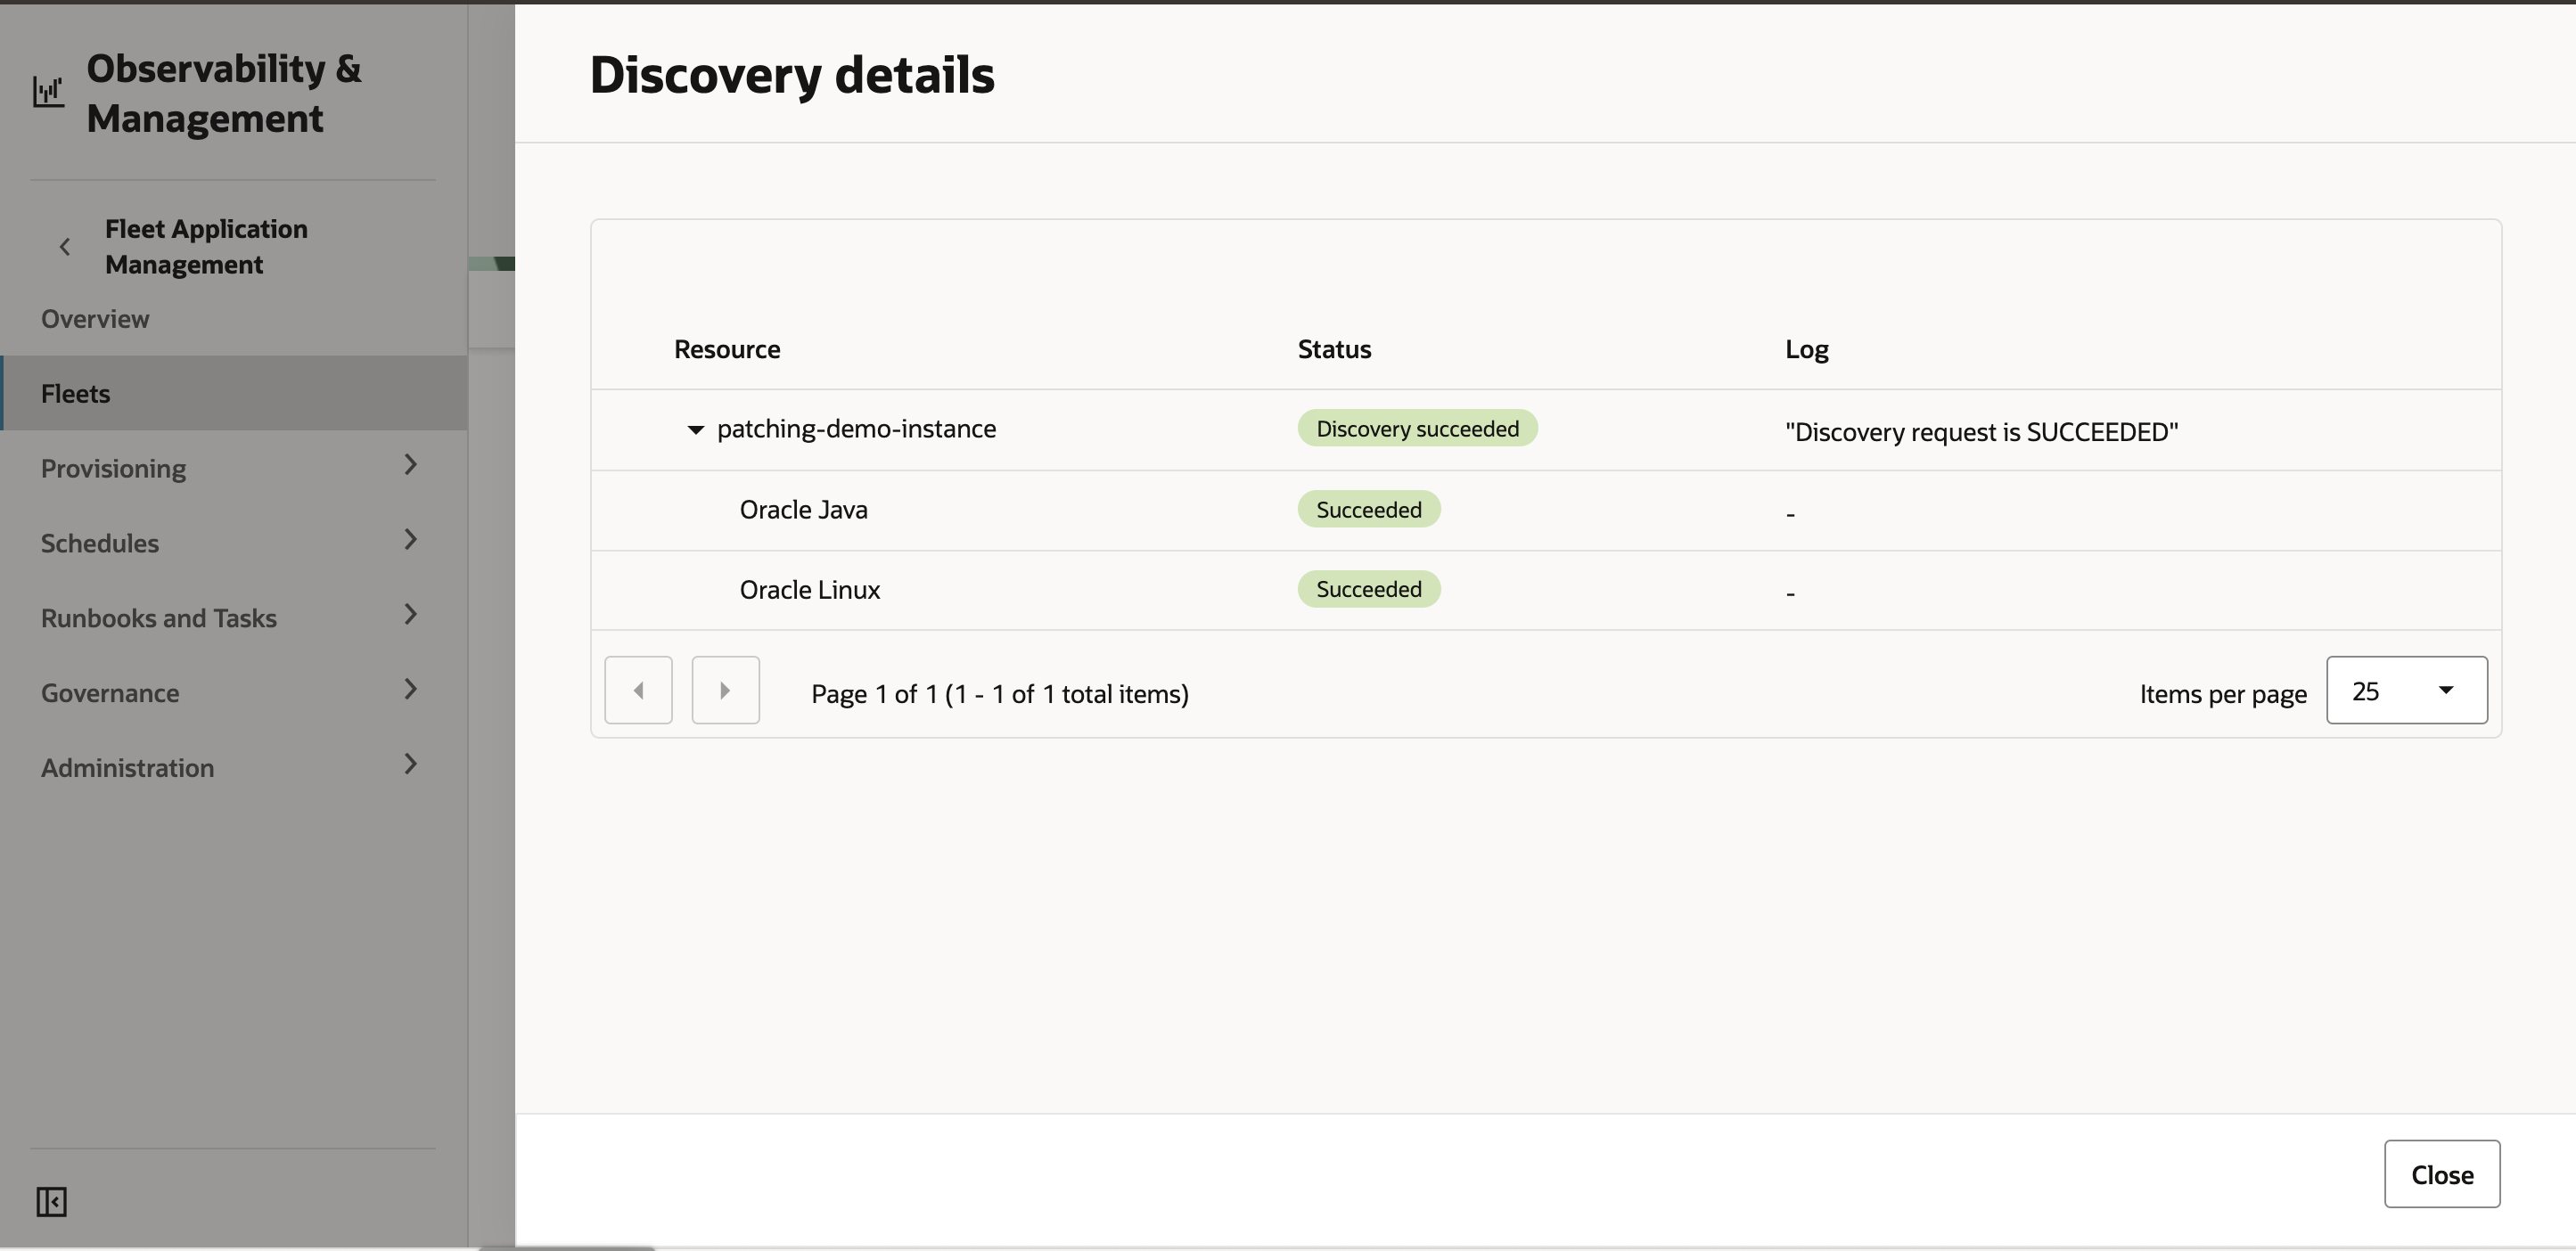 Observability &
Management
Fleet Application
Management
Overview
Fleets
Provisioning
Schedules
Runbooks and Tasks
Governance
Administration
Discovery details
Resource Status Log
patching-demo-instance Discovery succeeded "Discovery request is SUCCEEDED"
Oracle Java Succeeded -
Oracle Linux Succeeded -
Page 1 of 1 (1 - 1 of 1 total items) Items per page 25
Close